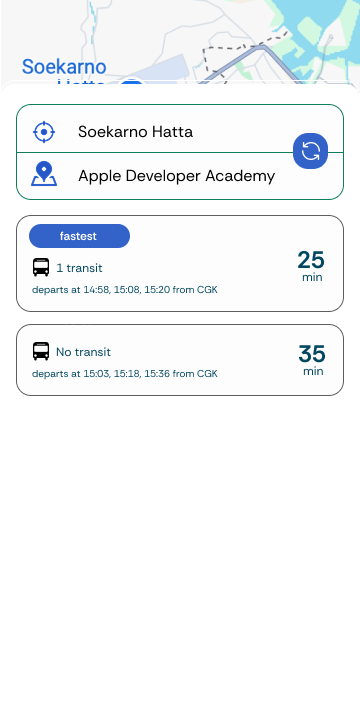 Soekarno
Hatta
Soekarno Hatta
Apple Developer Academy
fastest
1 transit
25
min
departs at 14:58, 15:08, 15:20 from CGK
No transit
35
min
departs at 15:03, 15:18, 15:36 from CGK